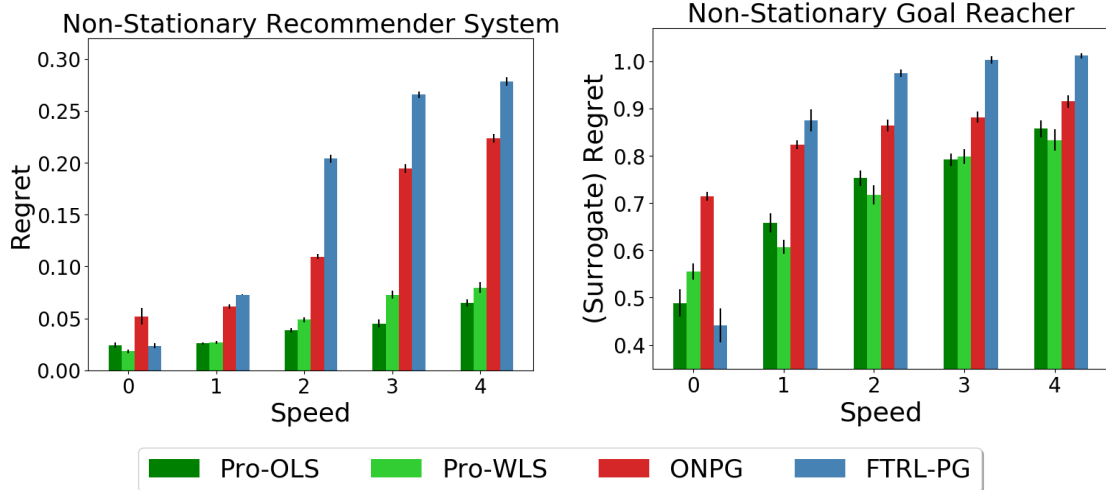 Non-Stationary Recommender System
Regret
0.30
0.25
0.20
0.15
0.10
0.05
0.00
0 1 2 3 4
Speed
Non-Stationary Goal Reacher
(Surrogate) Regret
1.0
0.9
0.8
0.7
0.6
0.5
0.4
0 1 2 3 4
Speed
Pro-OLS Pro-WLS ONPG FTRL-PG